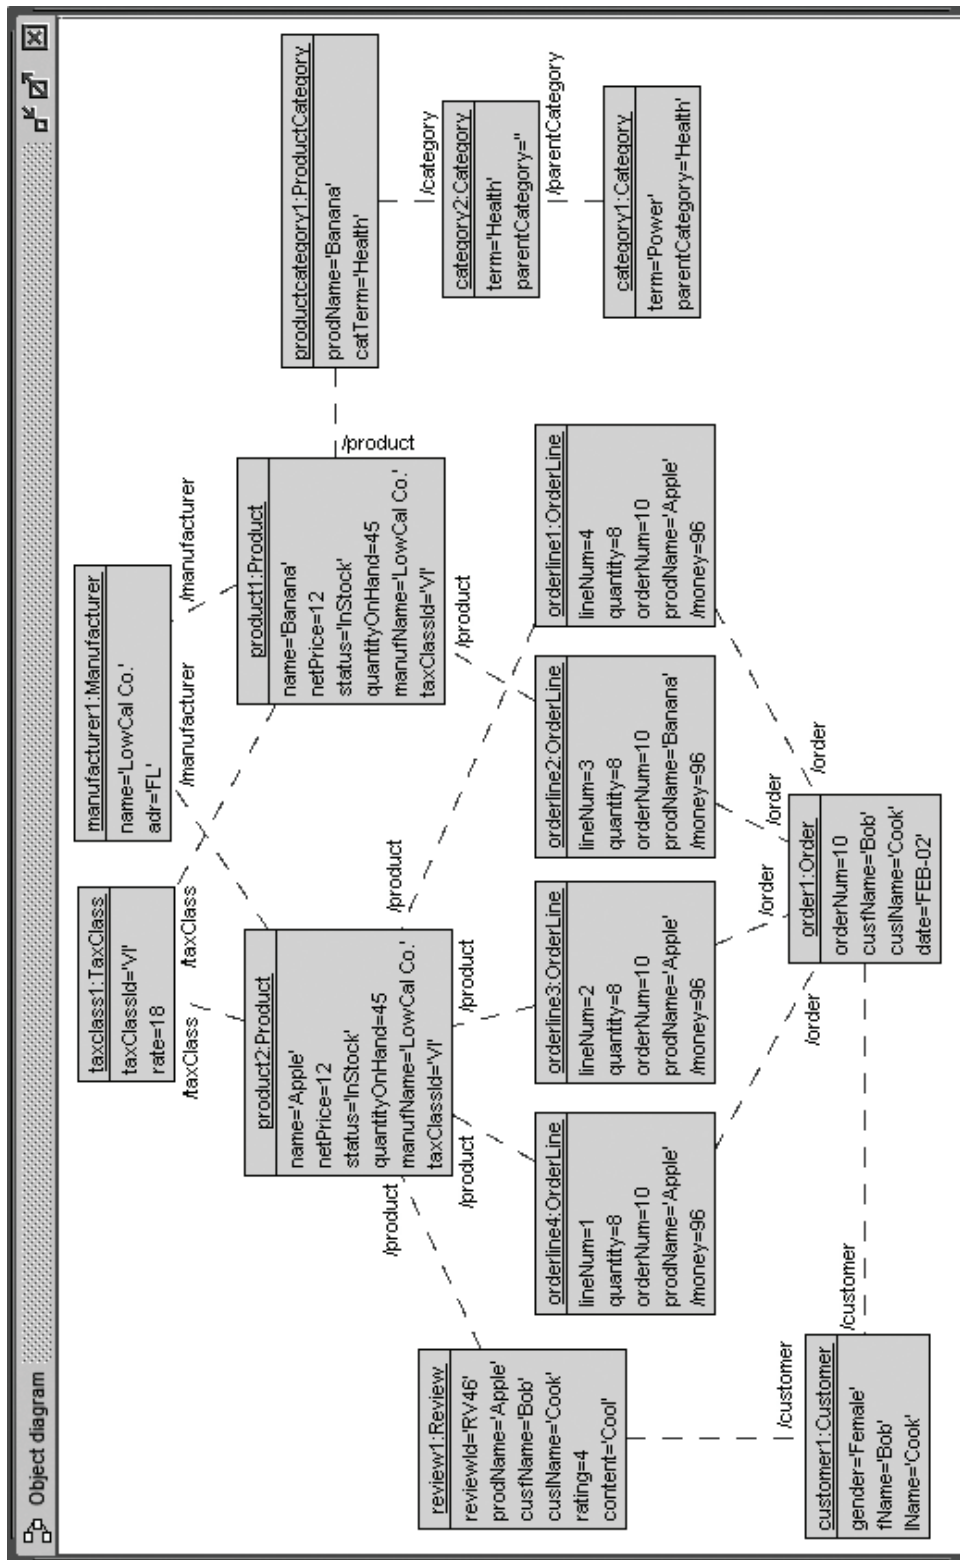 Object diagram
taxclass1:TaxClass
taxClassId='VI'
rate=18
manufacturer1:Manufacturer
name='LowCal Co.'
adr='FL'
/taxClass
/taxClass
/manufacturer
/manufacturer
product2:Product
name='Apple'
netPrice=12
status='InStock'
quantityOnHand=45
manufName='LowCal Co.'
taxClassId='VI'
product1:Product
name='Banana'
netPrice=12
status='InStock'
quantityOnHand=45
manufName='LowCal Co.'
taxClassId='VI'
/product
productcategory1:ProductCategory
prodName='Banana'
catTerm='Health'
/category
category2:Category
term='Health'
parentCategory=''
/parentCategory
category1:Category
term='Power'
parentCategory='Health'
/product
/product
/product
/product
/product
review1:Review
reviewId='RV46'
prodName='Apple'
cusfName='Bob'
cuslName='Cook'
rating=4
content='Cool'
orderline4:OrderLine
lineNum=1
quantity=8
orderNum=10
prodName='Apple'
/money=96
orderline3:OrderLine
lineNum=2
quantity=8
orderNum=10
prodName='Apple'
/money=96
orderline2:OrderLine
lineNum=3
quantity=8
orderNum=10
prodName='Banana'
/money=96
orderline1:OrderLine
lineNum=4
quantity=8
orderNum=10
prodName='Apple'
/money=96
/order
/order
/order
/order
/customer
/customer
customer1:Customer
gender='Female'
fName='Bob'
lName='Cook'
order1:Order
orderNum=10
cusfName='Bob'
cuslName='Cook'
date='FEB-02'